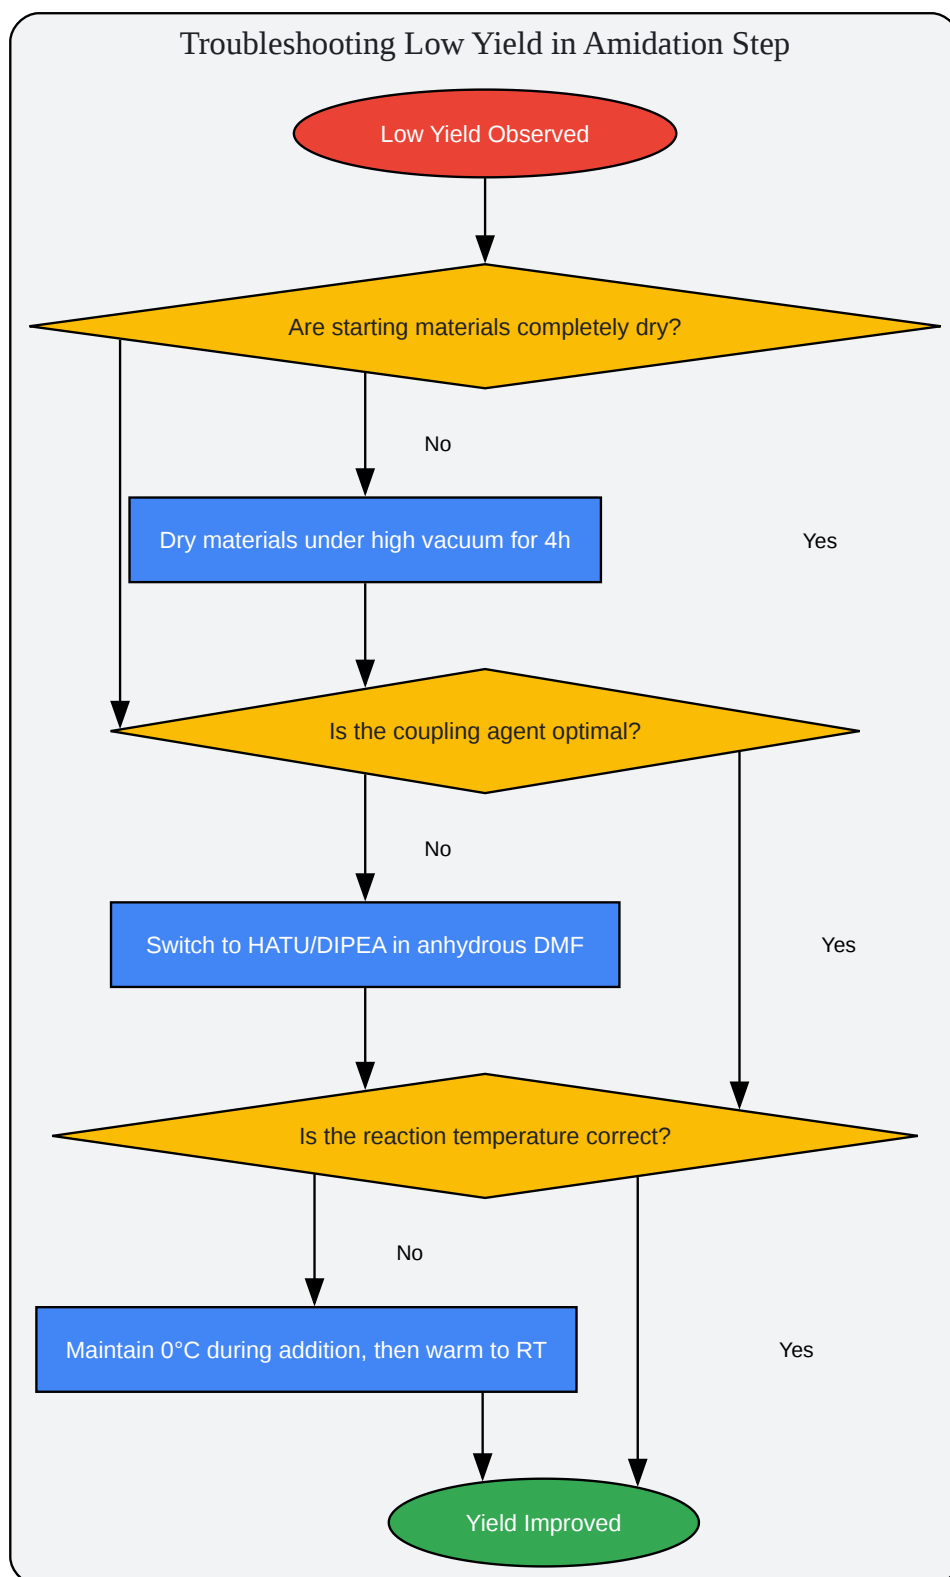 Troubleshooting Low Yield in Amidation Step
Low Yield Observed
Are starting materials completely dry?
No
Dry materials under high vacuum for 4h
Yes
Is the coupling agent optimal?
No
Switch to HATU/DIPEA in anhydrous DMF
Yes
Is the reaction temperature correct?
No
Maintain 0°C during addition, then warm to RT
Yes
Yield Improved